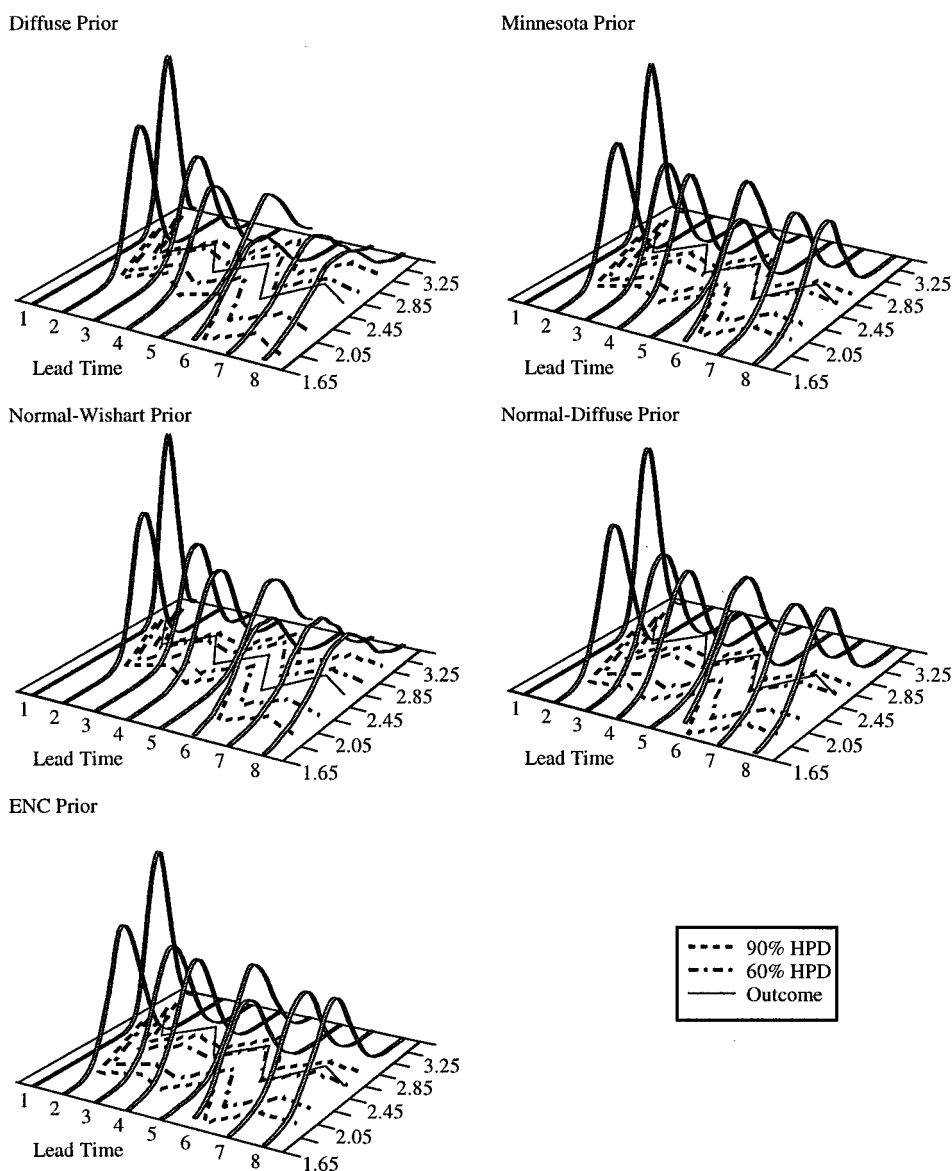 Diffuse Prior
1 2 3 4 5 6 7 8
Lead Time
1.65 2.05 2.45 2.85 3.25
Minnesota Prior
1 2 3 4 5 6 7 8
Lead Time
1.65 2.05 2.45 2.85 3.25
Normal-Wishart Prior
1 2 3 4 5 6 7 8
Lead Time
1.65 2.05 2.45 2.85 3.25
Normal-Diffuse Prior
1 2 3 4 5 6 7 8
Lead Time
1.65 2.05 2.45 2.85 3.25
ENC Prior
1 2 3 4 5 6 7 8
Lead Time
1.65 2.05 2.45 2.85 3.25
90% HPD
60% HPD
Outcome